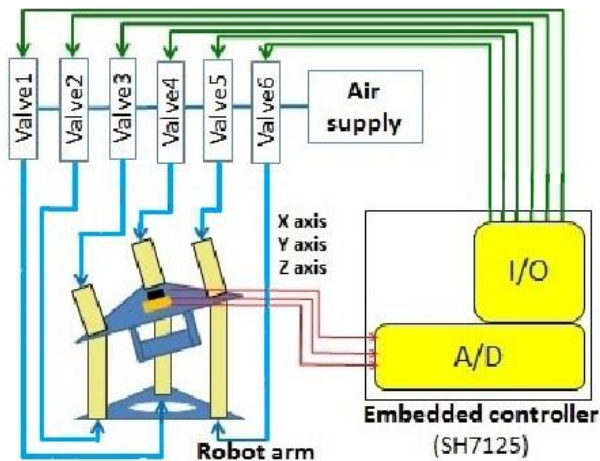 Valve1
Valve2
Valve3
Valve4
Valve5
Valve6
Air
supply
X axis
Y axis
Z axis
I/O
A/D
Embedded controller
(SH7125)
Robot arm